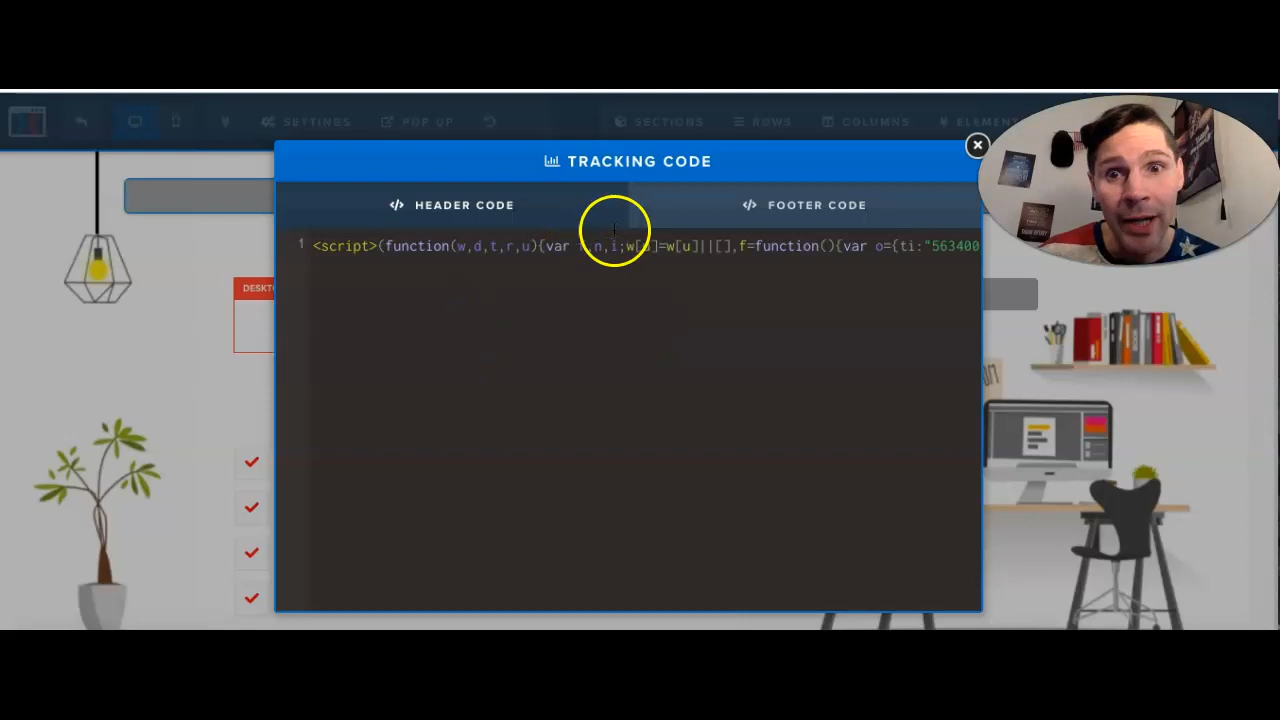 SETTINGS
POP UP
SECTIONS
ROWS
COLUMNS
ELEMENT
TRACKING CODE
HEADER CODE
FOOTER CODE
1
<script>(function(w,d,t,r,u){var f,n,i;w[u]=w[u]||[],f=function(){var o={ti:"563400
DESKT